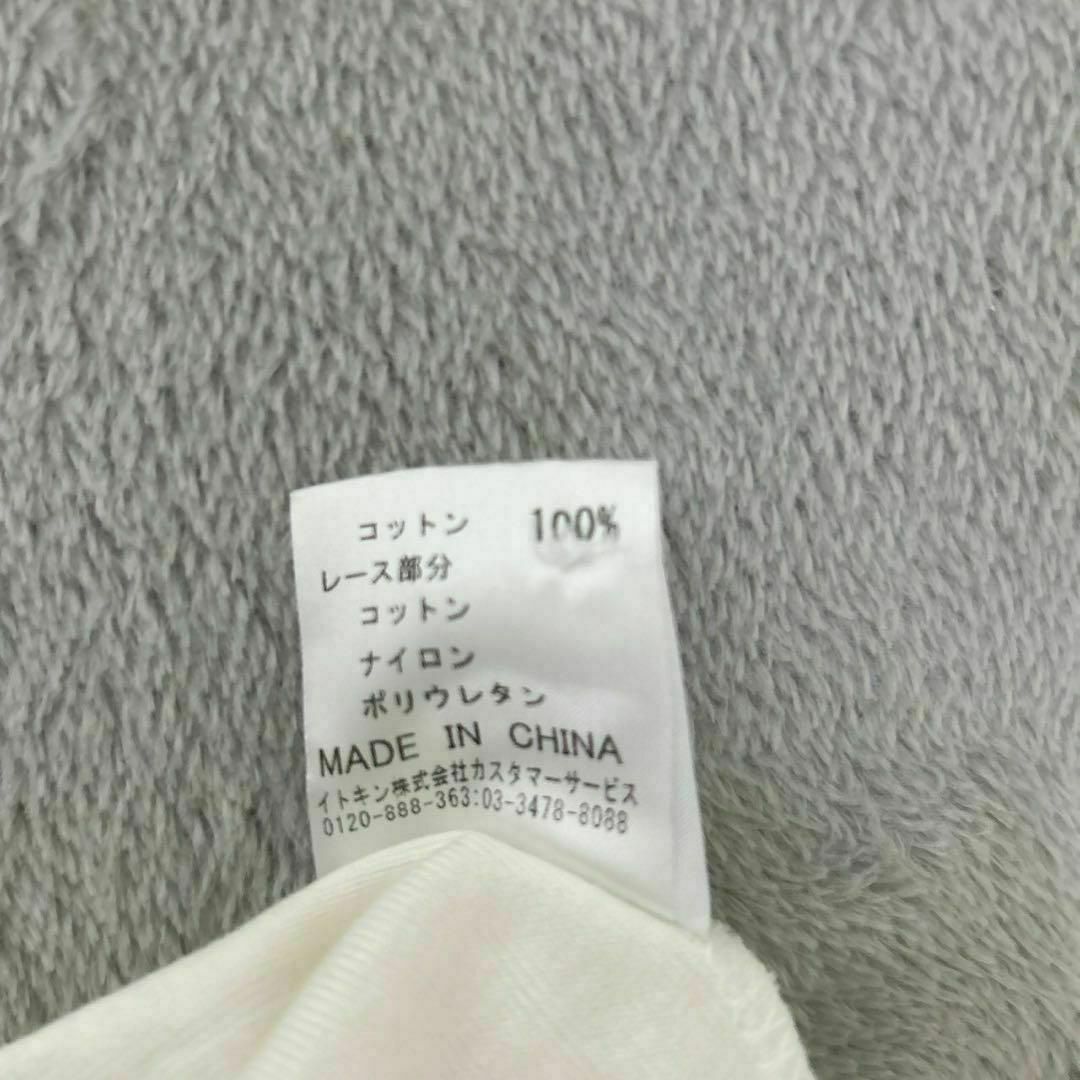 コットン 100%
レース部分
コットン
ナイロン
ポリウレタン
MADE IN CHINA
イトキン株式会社カスタマーサービス
0120-888-363:03-3478-8088